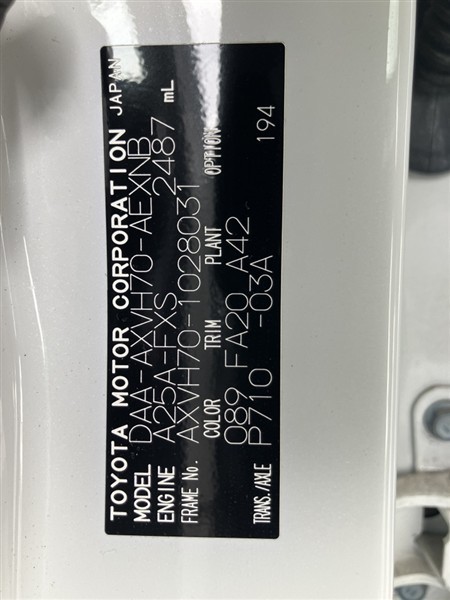 TOYOTA MOTOR CORPORATION JAPAN
MODEL DAA-AXVH70-AEXNB
ENGINE A25A-FXS 2487 mL
FRAME No. AXVH70-1028031
COLOR TRIM PLANT OPTION
089 FA20 A42
TRANS./AXLE P710 -03A 194